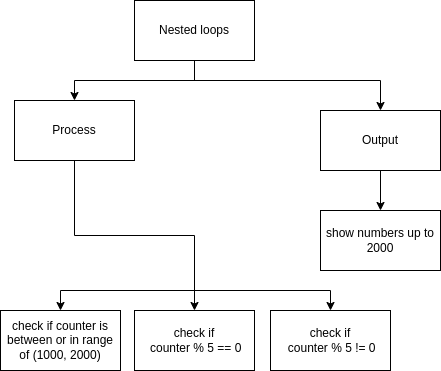 Nested loops
Process
Output
show numbers up to
2000
check if counter is
between or in range
of (1000, 2000)
check if
counter % 5 == 0
check if
counter % 5 != 0